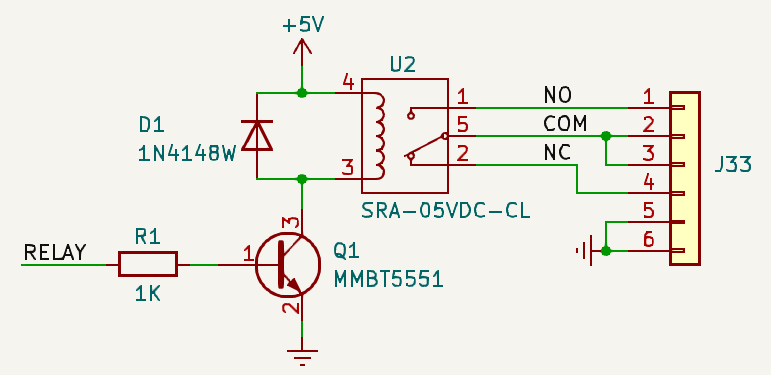 +5V
U2
4
1
NO
1
D1
5
COM
2
1N4148W
2
NC
3
3
4
J33
SRA-05VDC-CL
5
3
R1
6
RELAY
1
Q1
1K
MMBT5551
2